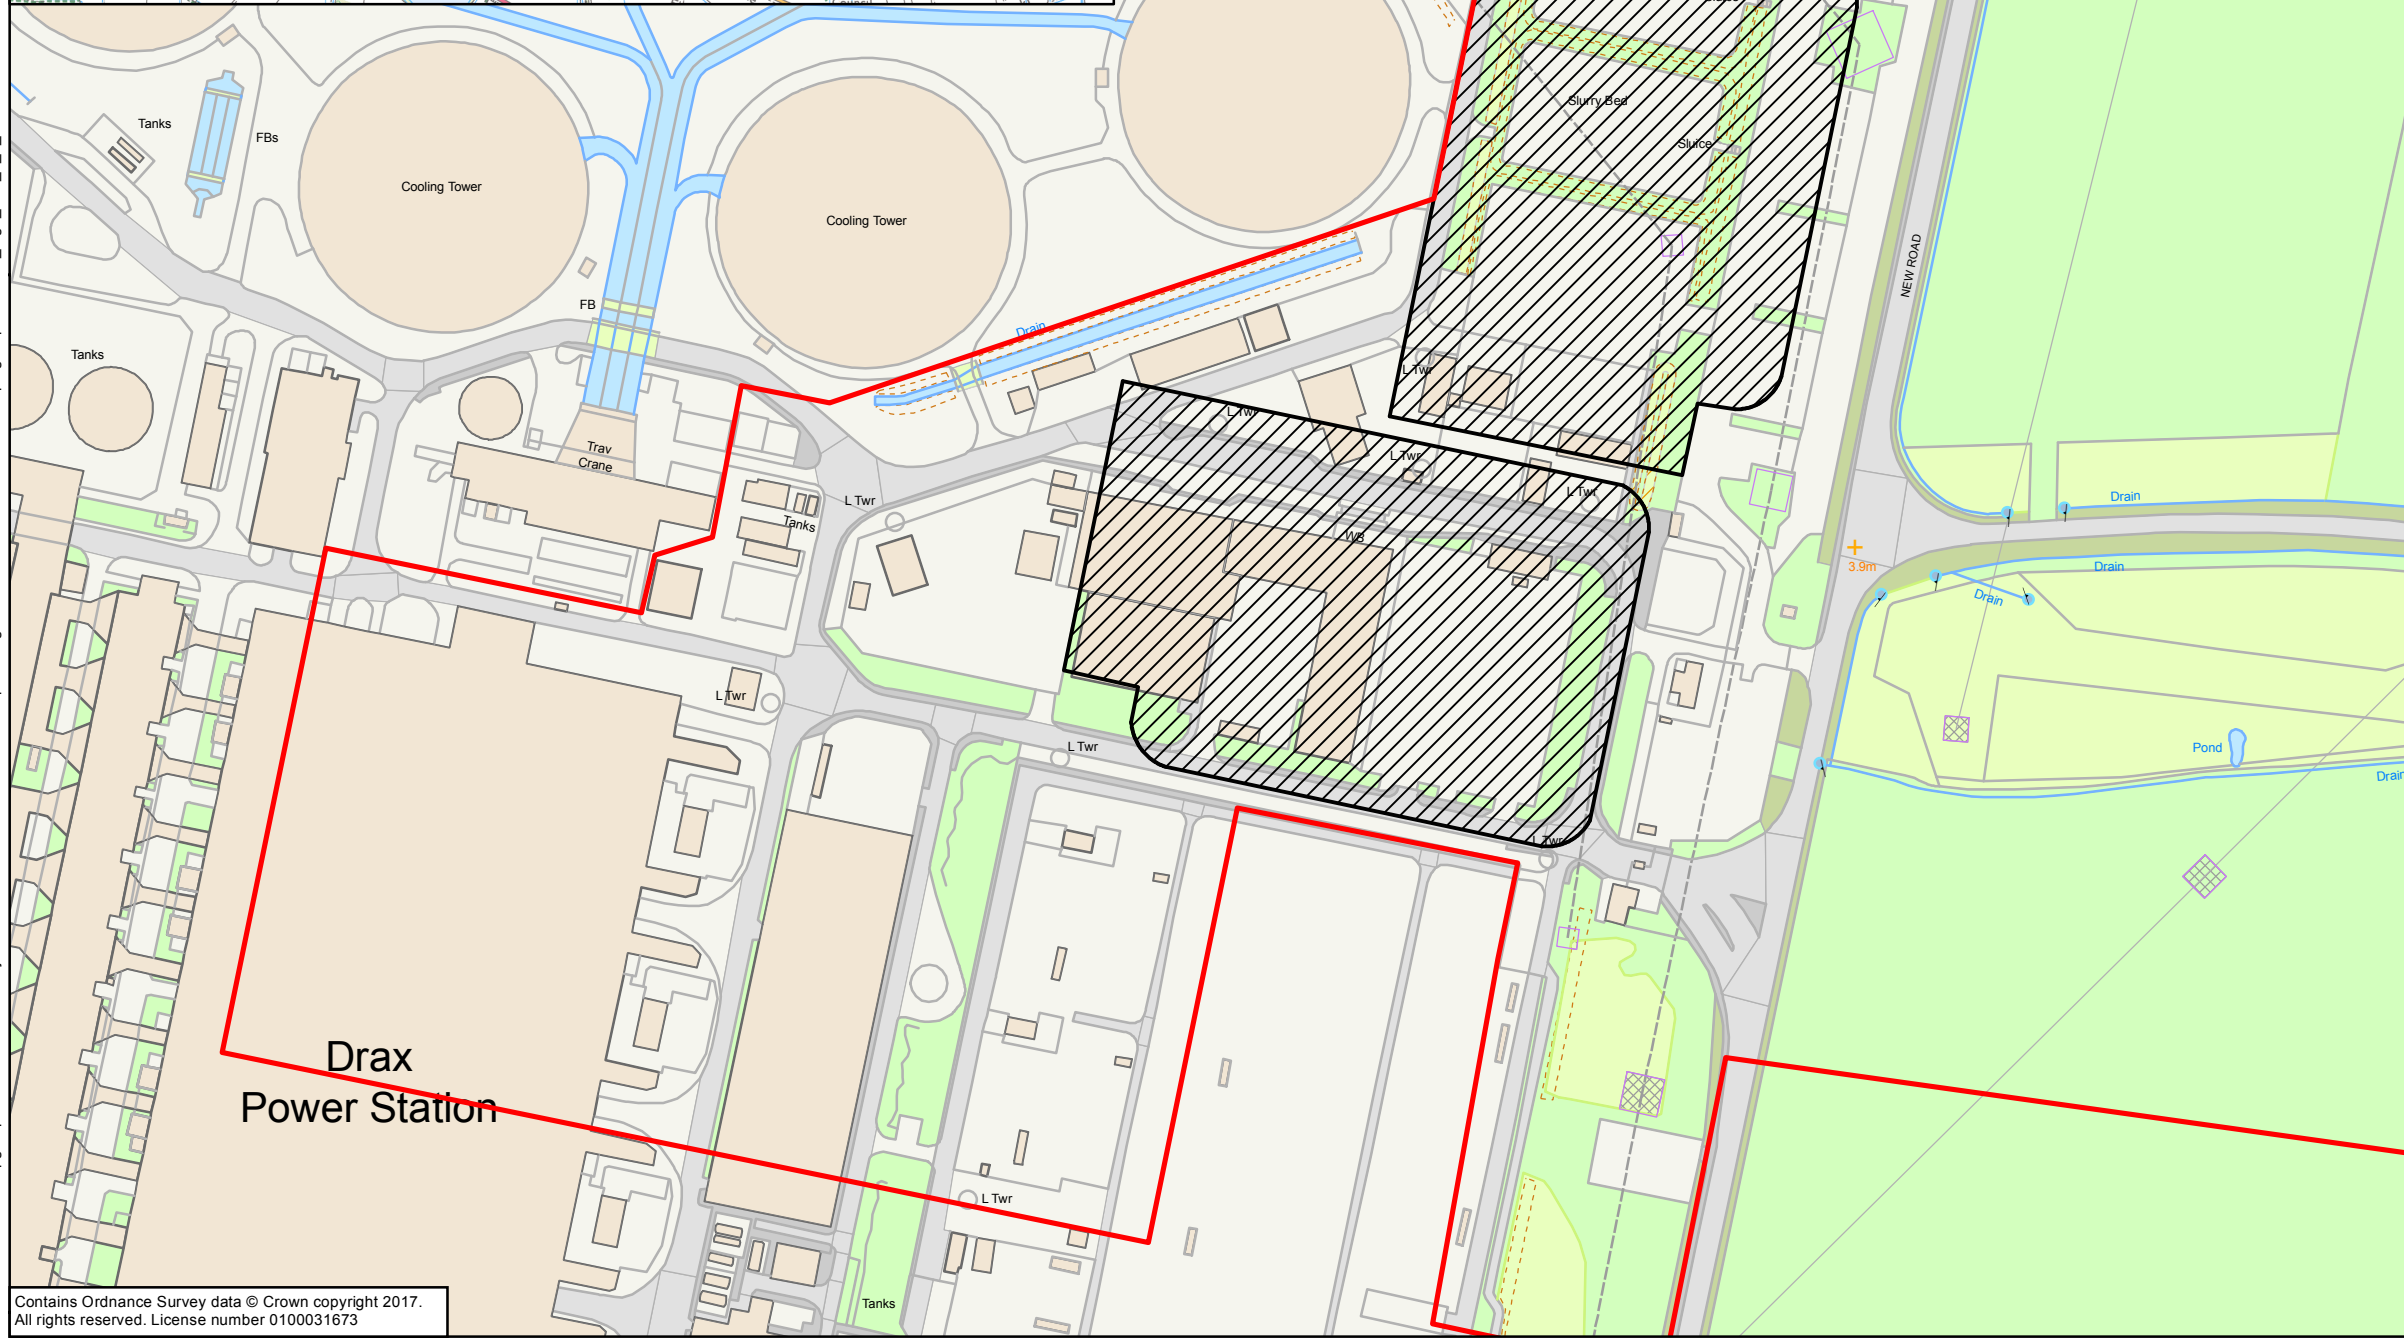 Slurry Bed
Sluice
Tanks
FBs
Cooling Tower
Cooling Tower
NEW ROAD
FB
Drain
Tanks
L Twr
L Twr
Trav
Crane
L Twr
L Twr
L Twr
Tanks
WB
Drain
3.9m
Drain
Drain
L Twr
L Twr
Pond
Drain
L Twr
Drax
Power Station
L Twr
Tanks
Contains Ordnance Survey data © Crown copyright 2017.
All rights reserved. License number 0100031673